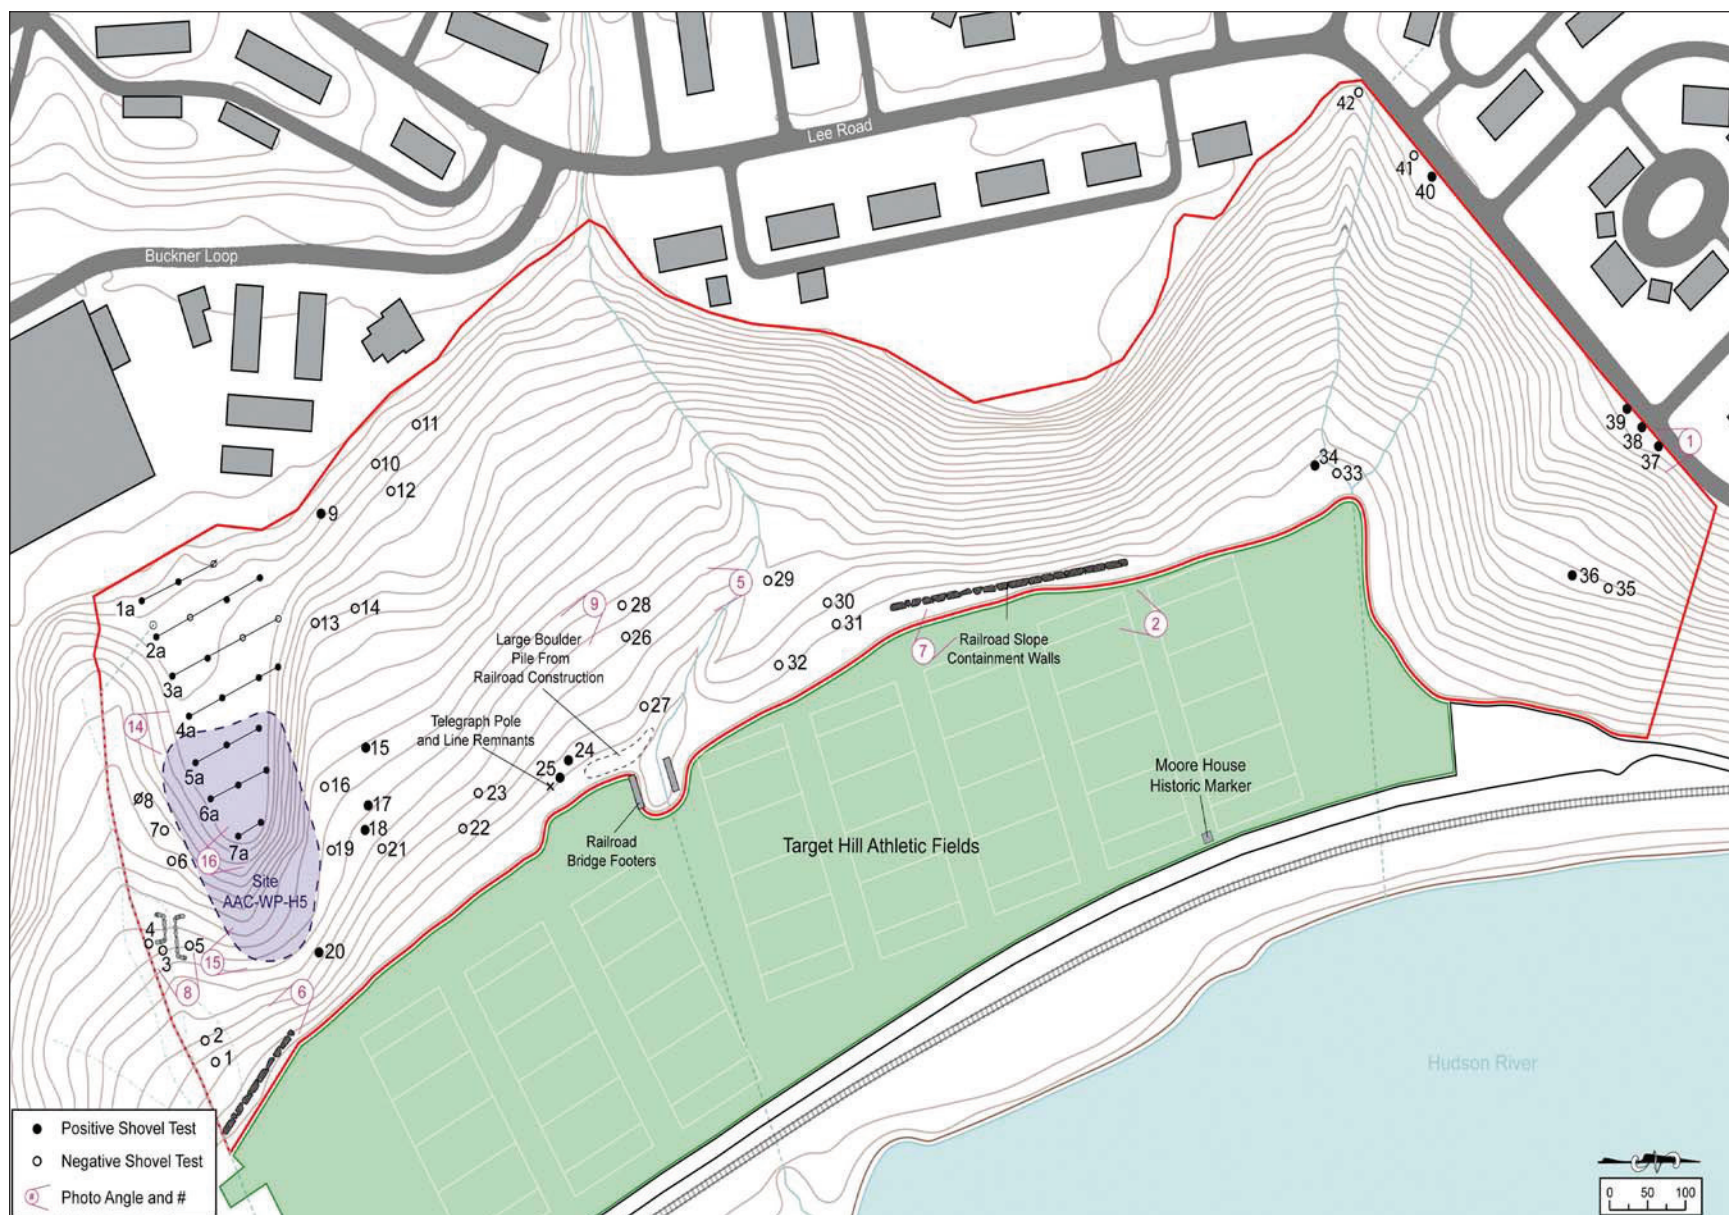 42
Lee Road
41
40
Buckner Loop
11
39
38
1
37
10
34
33
12
9
36
35
5
29
1a
14
9
28
30
13
31
2
2a
26
Large Boulder
Pile From
Railroad Construction
7
Railroad Slope
Containment Walls
32
3a
27
14
4a
Telegraph Pole
and Line Remnants
15
24
25
5a
16
23
Moore House
Historic Marker
8
6a
17
7
18
22
7a
19
21
Railroad
Bridge Footers
Target Hill Athletic Fields
6
16
Site
AAC-WP-H5
4
5
3
20
15
8
6
2
1
Hudson River
Positive Shovel Test
Negative Shovel Test
# Photo Angle and #
0 50 100